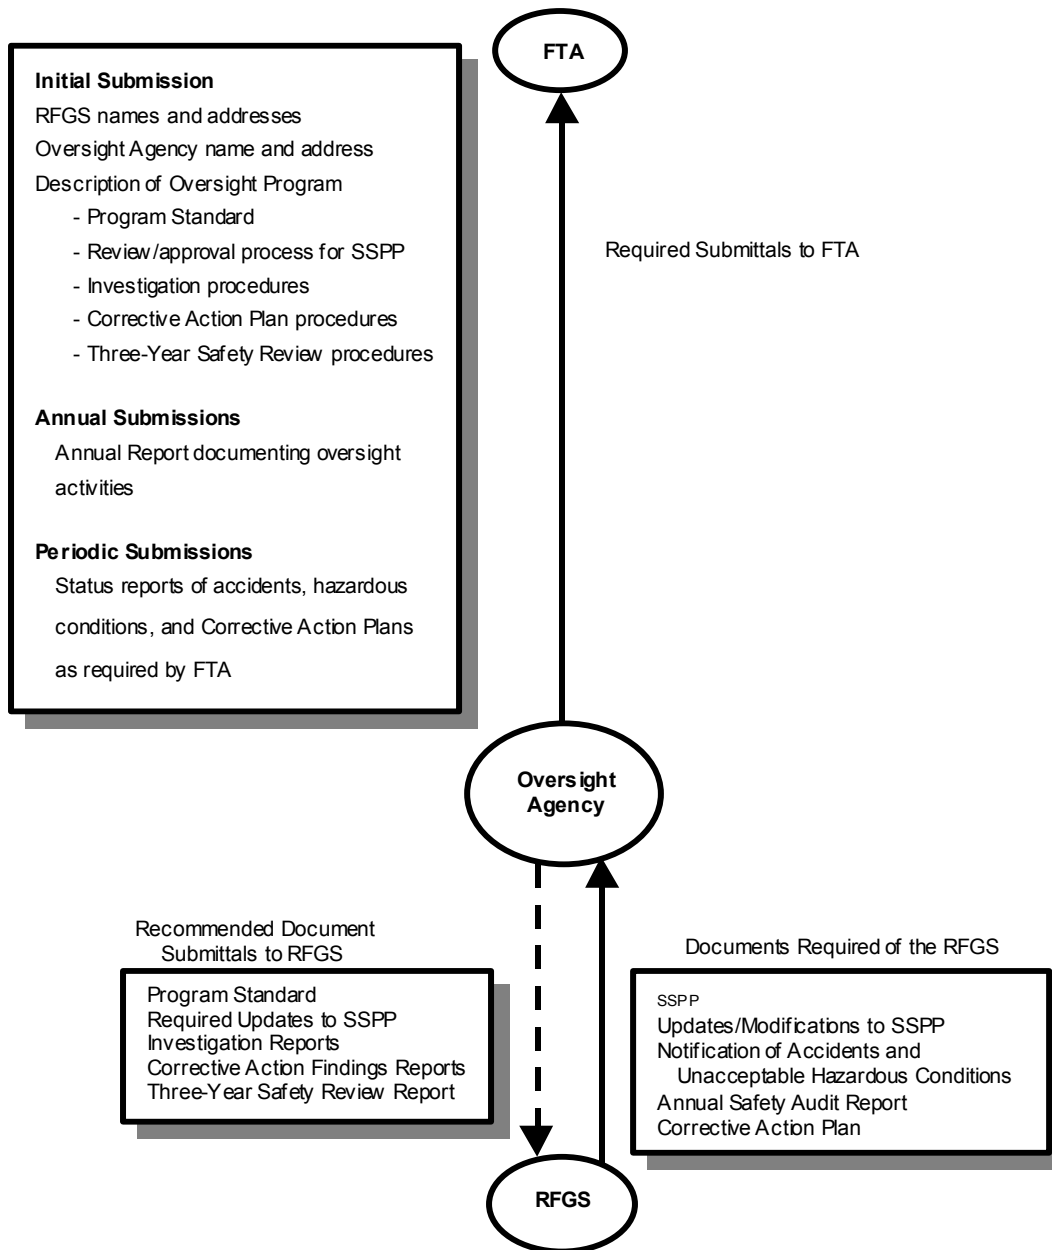 FTA
Initial Submission
RFGS names and addresses
Oversight Agency name and address
Description of Oversight Program
- Program Standard
- Review/approval process for SSPP
- Investigation procedures
- Corrective Action Plan procedures
- Three-Year Safety Review procedures
Annual Submissions
Annual Report documenting oversight
activities
Periodic Submissions
Status reports of accidents, hazardous
conditions, and Corrective Action Plans
as required by FTA
Required Submittals to FTA
Oversight
Agency
Recommended Document
Submittals to RFGS
Program Standard
Required Updates to SSPP
Investigation Reports
Corrective Action Findings Reports
Three-Year Safety Review Report
Documents Required of the RFGS
SSPP
Updates/Modifications to SSPP
Notification of Accidents and
Unacceptable Hazardous Conditions
Annual Safety Audit Report
Corrective Action Plan
RFGS